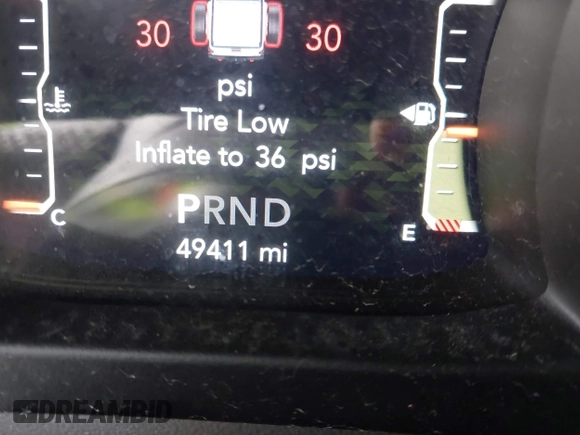 30 30
psi
Tire Low
Inflate to 36 psi
PRND
C E
49411 mi
DREAMBID